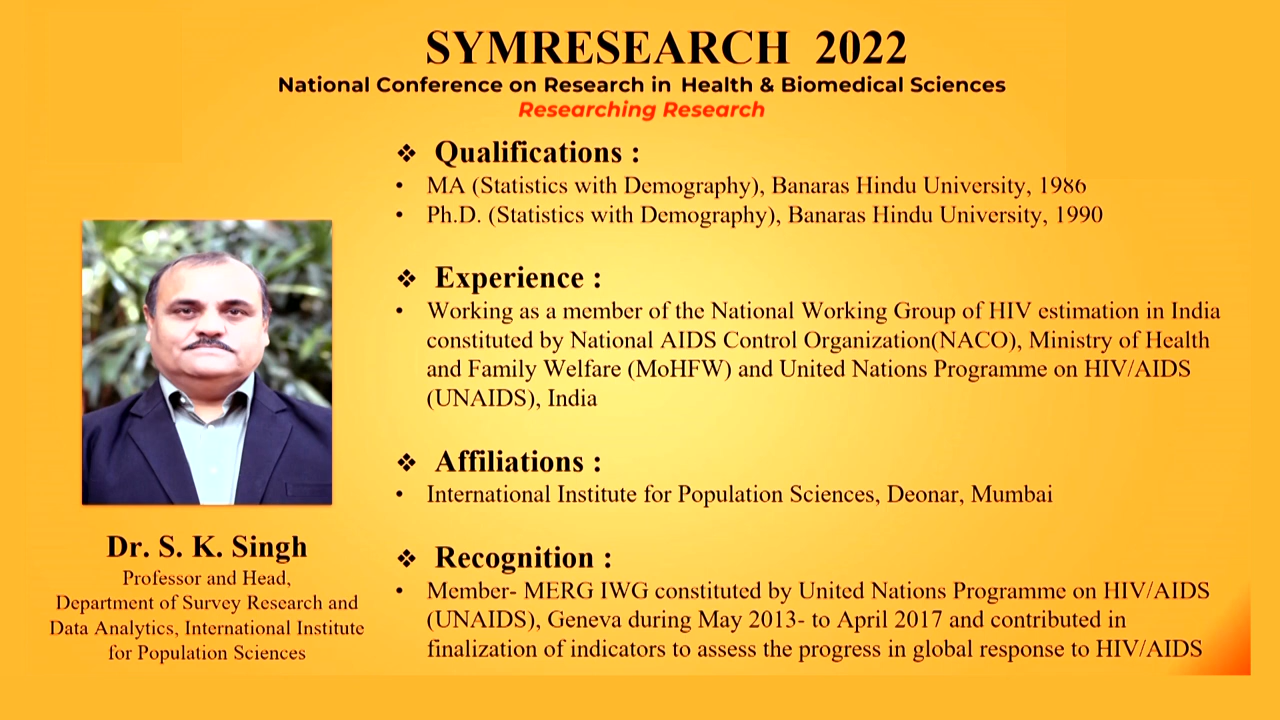 SYMRESEARCH 2022
National Conference on Research in Health & Biomedical Sciences
Researching Research
❖ Qualifications :
• MA (Statistics with Demography), Banaras Hindu University, 1986
• Ph.D. (Statistics with Demography), Banaras Hindu University, 1990
❖ Experience :
• Working as a member of the National Working Group of HIV estimation in India
constituted by National AIDS Control Organization(NACO), Ministry of Health
and Family Welfare (MoHFW) and United Nations Programme on HIV/AIDS
(UNAIDS), India
❖ Affiliations :
• International Institute for Population Sciences, Deonar, Mumbai
❖ Recognition :
• Member- MERG IWG constituted by United Nations Programme on HIV/AIDS
(UNAIDS), Geneva during May 2013- to April 2017 and contributed in
finalization of indicators to assess the progress in global response to HIV/AIDS
Dr. S. K. Singh
Professor and Head,
Department of Survey Research and
Data Analytics, International Institute
for Population Sciences